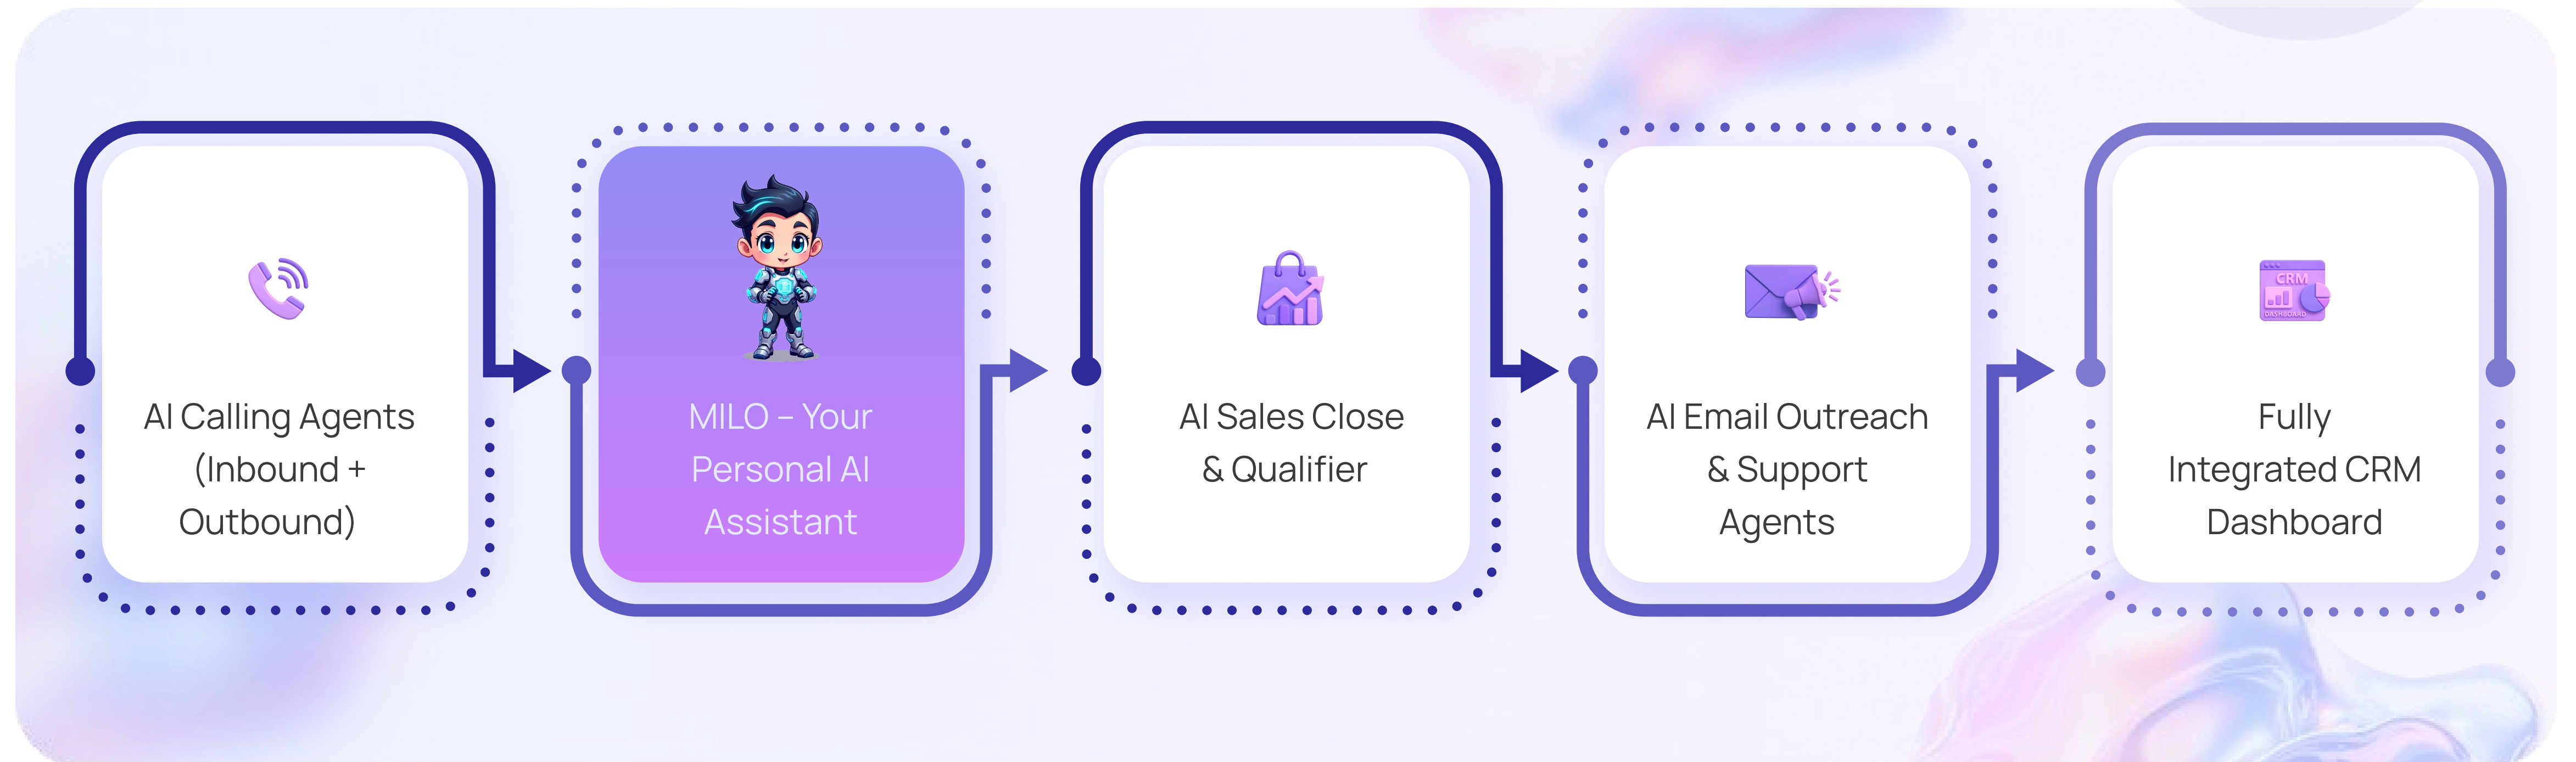 AI Calling Agents
(Inbound +
Outbound)
MILO – Your
Personal AI
Assistant
AI Sales Close
& Qualifier
AI Email Outreach
& Support
Agents
CRM
DASHBOARD
Fully
Integrated CRM
Dashboard